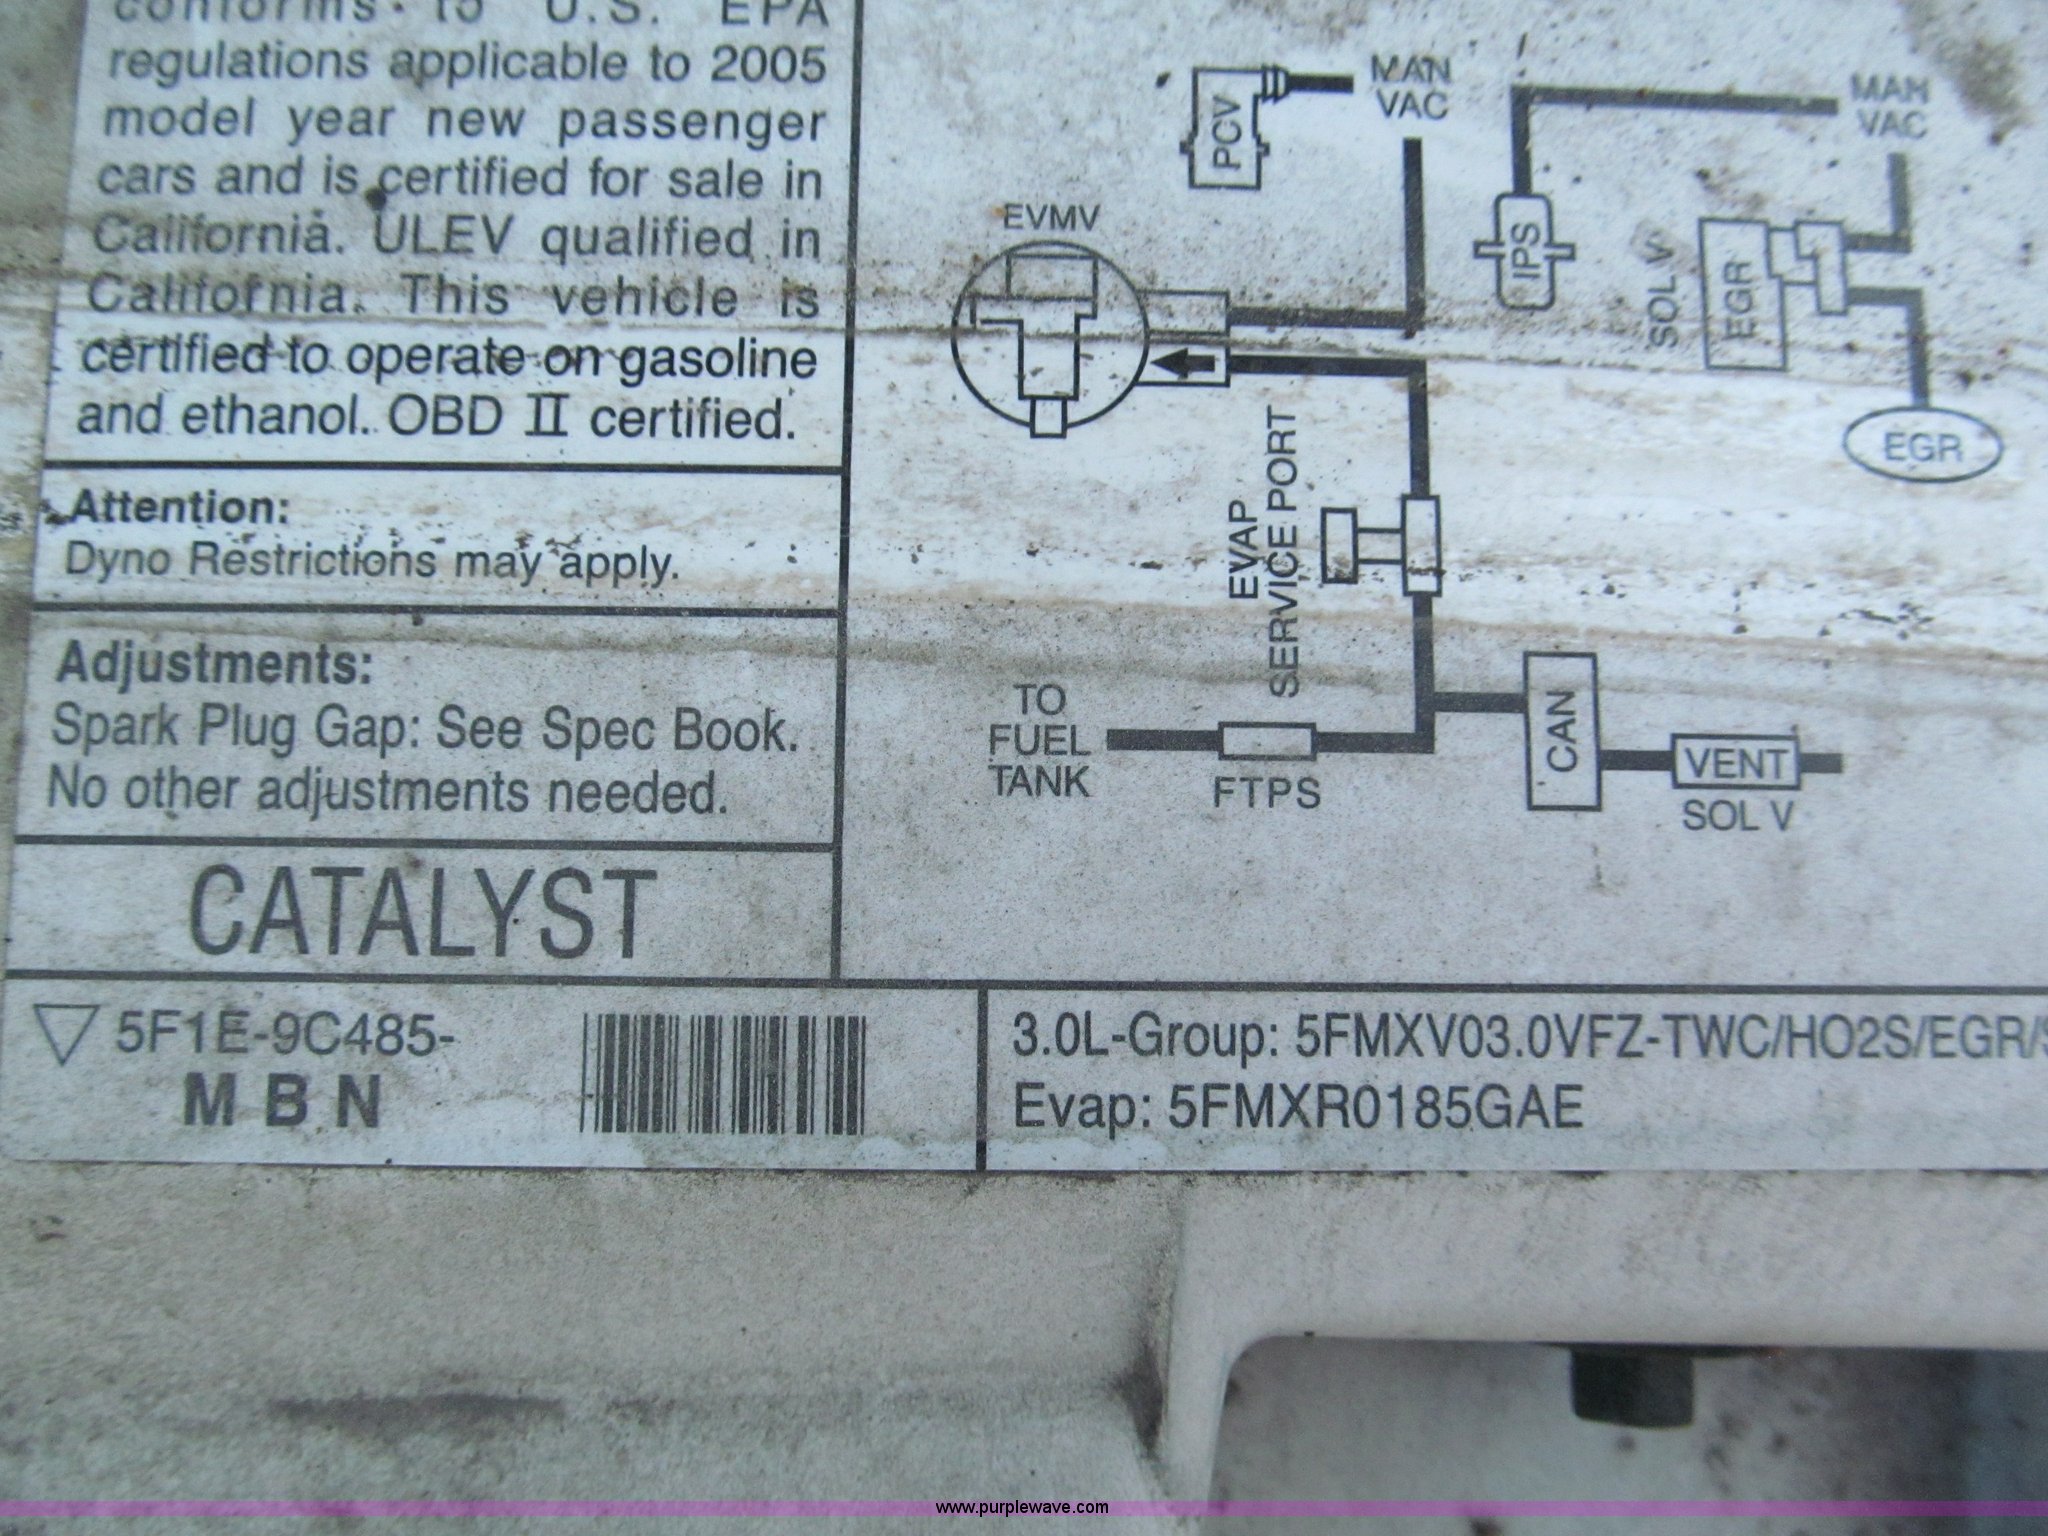 conforms to U.S. EPA
regulations applicable to 2005
model year new passenger
cars and is certified for sale in
California. ULEV qualified in
California. This vehicle is
certified to operate on gasoline
and ethanol. OBD II certified.
Attention:
Dyno Restrictions may apply.
Adjustments:
Spark Plug Gap: See Spec Book.
No other adjustments needed.
CATALYST
5F1E-9C485-
M B N
PCV
MAN
VAC
MAN
VAC
EVMV
IPS
SOL V
EGR
EGR
EVAP
SERVICE PORT
TO
FUEL
TANK
FTPS
CAN
VENT
SOL V
3.0L-Group: 5FMXV03.0VFZ-TWC/HO2S/EGR/
Evap: 5FMXR0185GAE
www.purplewave.com